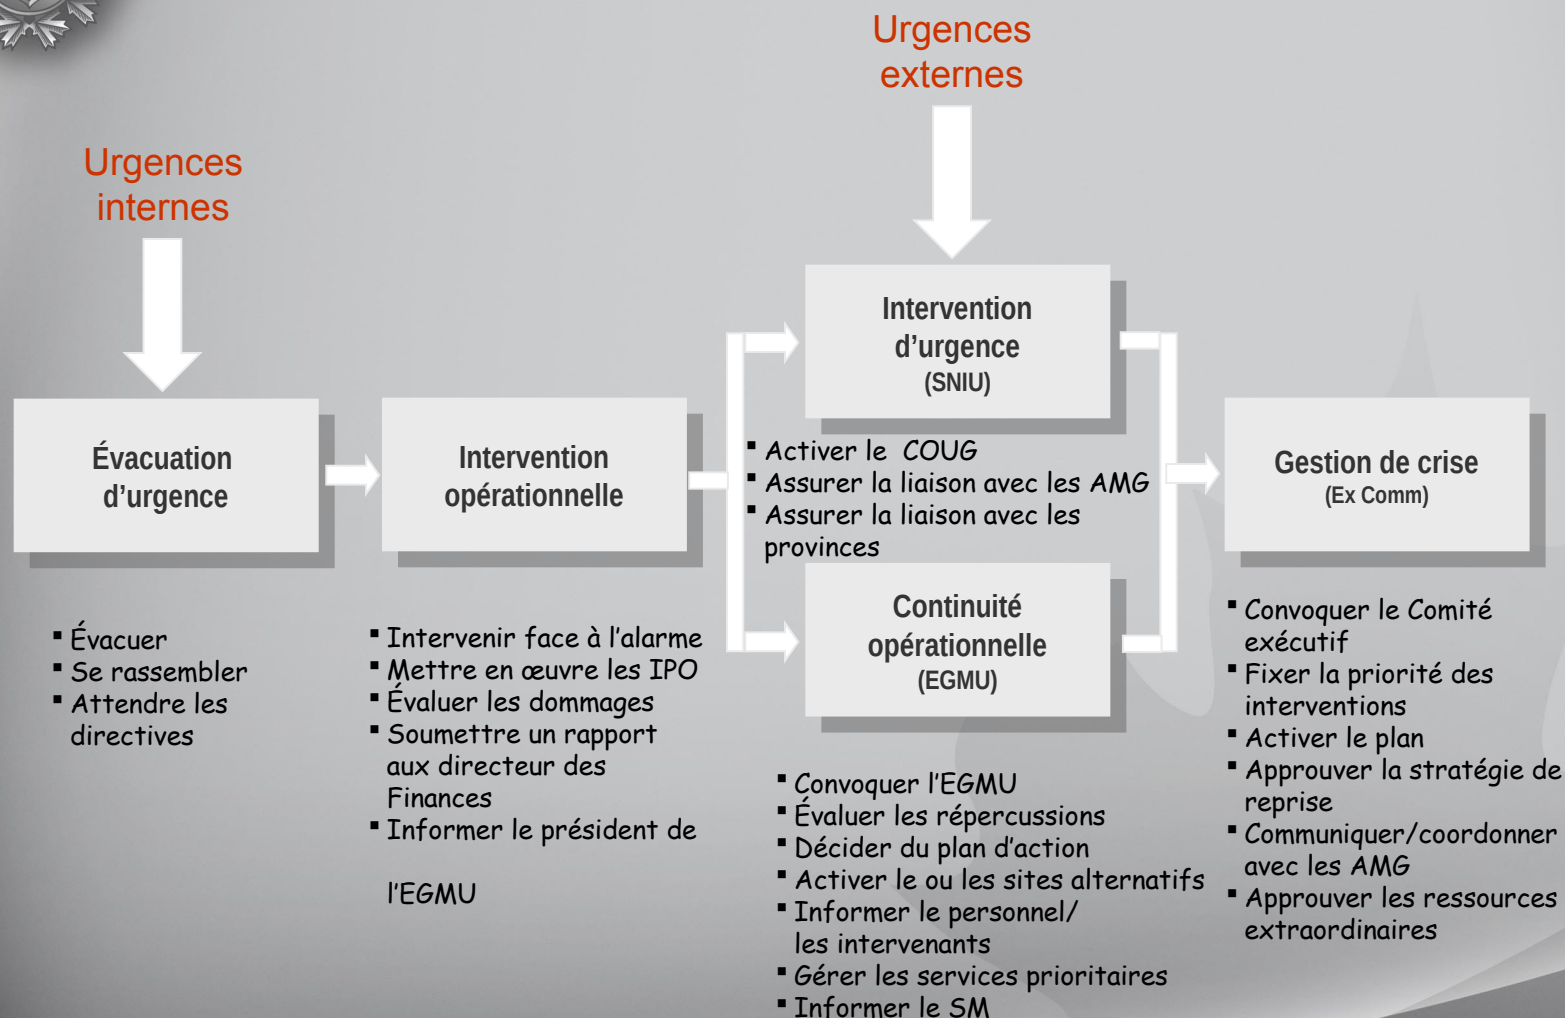 Urgences
externes
Urgences
internes
Évacuation
d’urgence
▪ Évacuer
▪ Se rassembler
▪ Attendre les
directives
Intervention
opérationnelle
▪ Intervenir face à l’alarme
▪ Mettre en œuvre les IPO
▪ Évaluer les dommages
▪ Soumettre un rapport
aux directeur des
Finances
▪ Informer le président de
l’EGMU
Intervention
d’urgence
(SNIU)
▪ Activer le COUG
▪ Assurer la liaison avec les AMG
▪ Assurer la liaison avec les
provinces
Continuité
opérationnelle
(EGMU)
▪ Convoquer l’EGMU
▪ Évaluer les répercussions
▪ Décider du plan d’action
▪ Activer le ou les sites alternatifs
▪ Informer le personnel/
les intervenants
▪ Gérer les services prioritaires
▪ Informer le SM
Gestion de crise
(Ex Comm)
▪ Convoquer le Comité
exécutif
▪ Fixer la priorité des
interventions
▪ Activer le plan
▪ Approuver la stratégie de
reprise
▪ Communiquer/coordonner
avec les AMG
▪ Approuver les ressources
extraordinaires